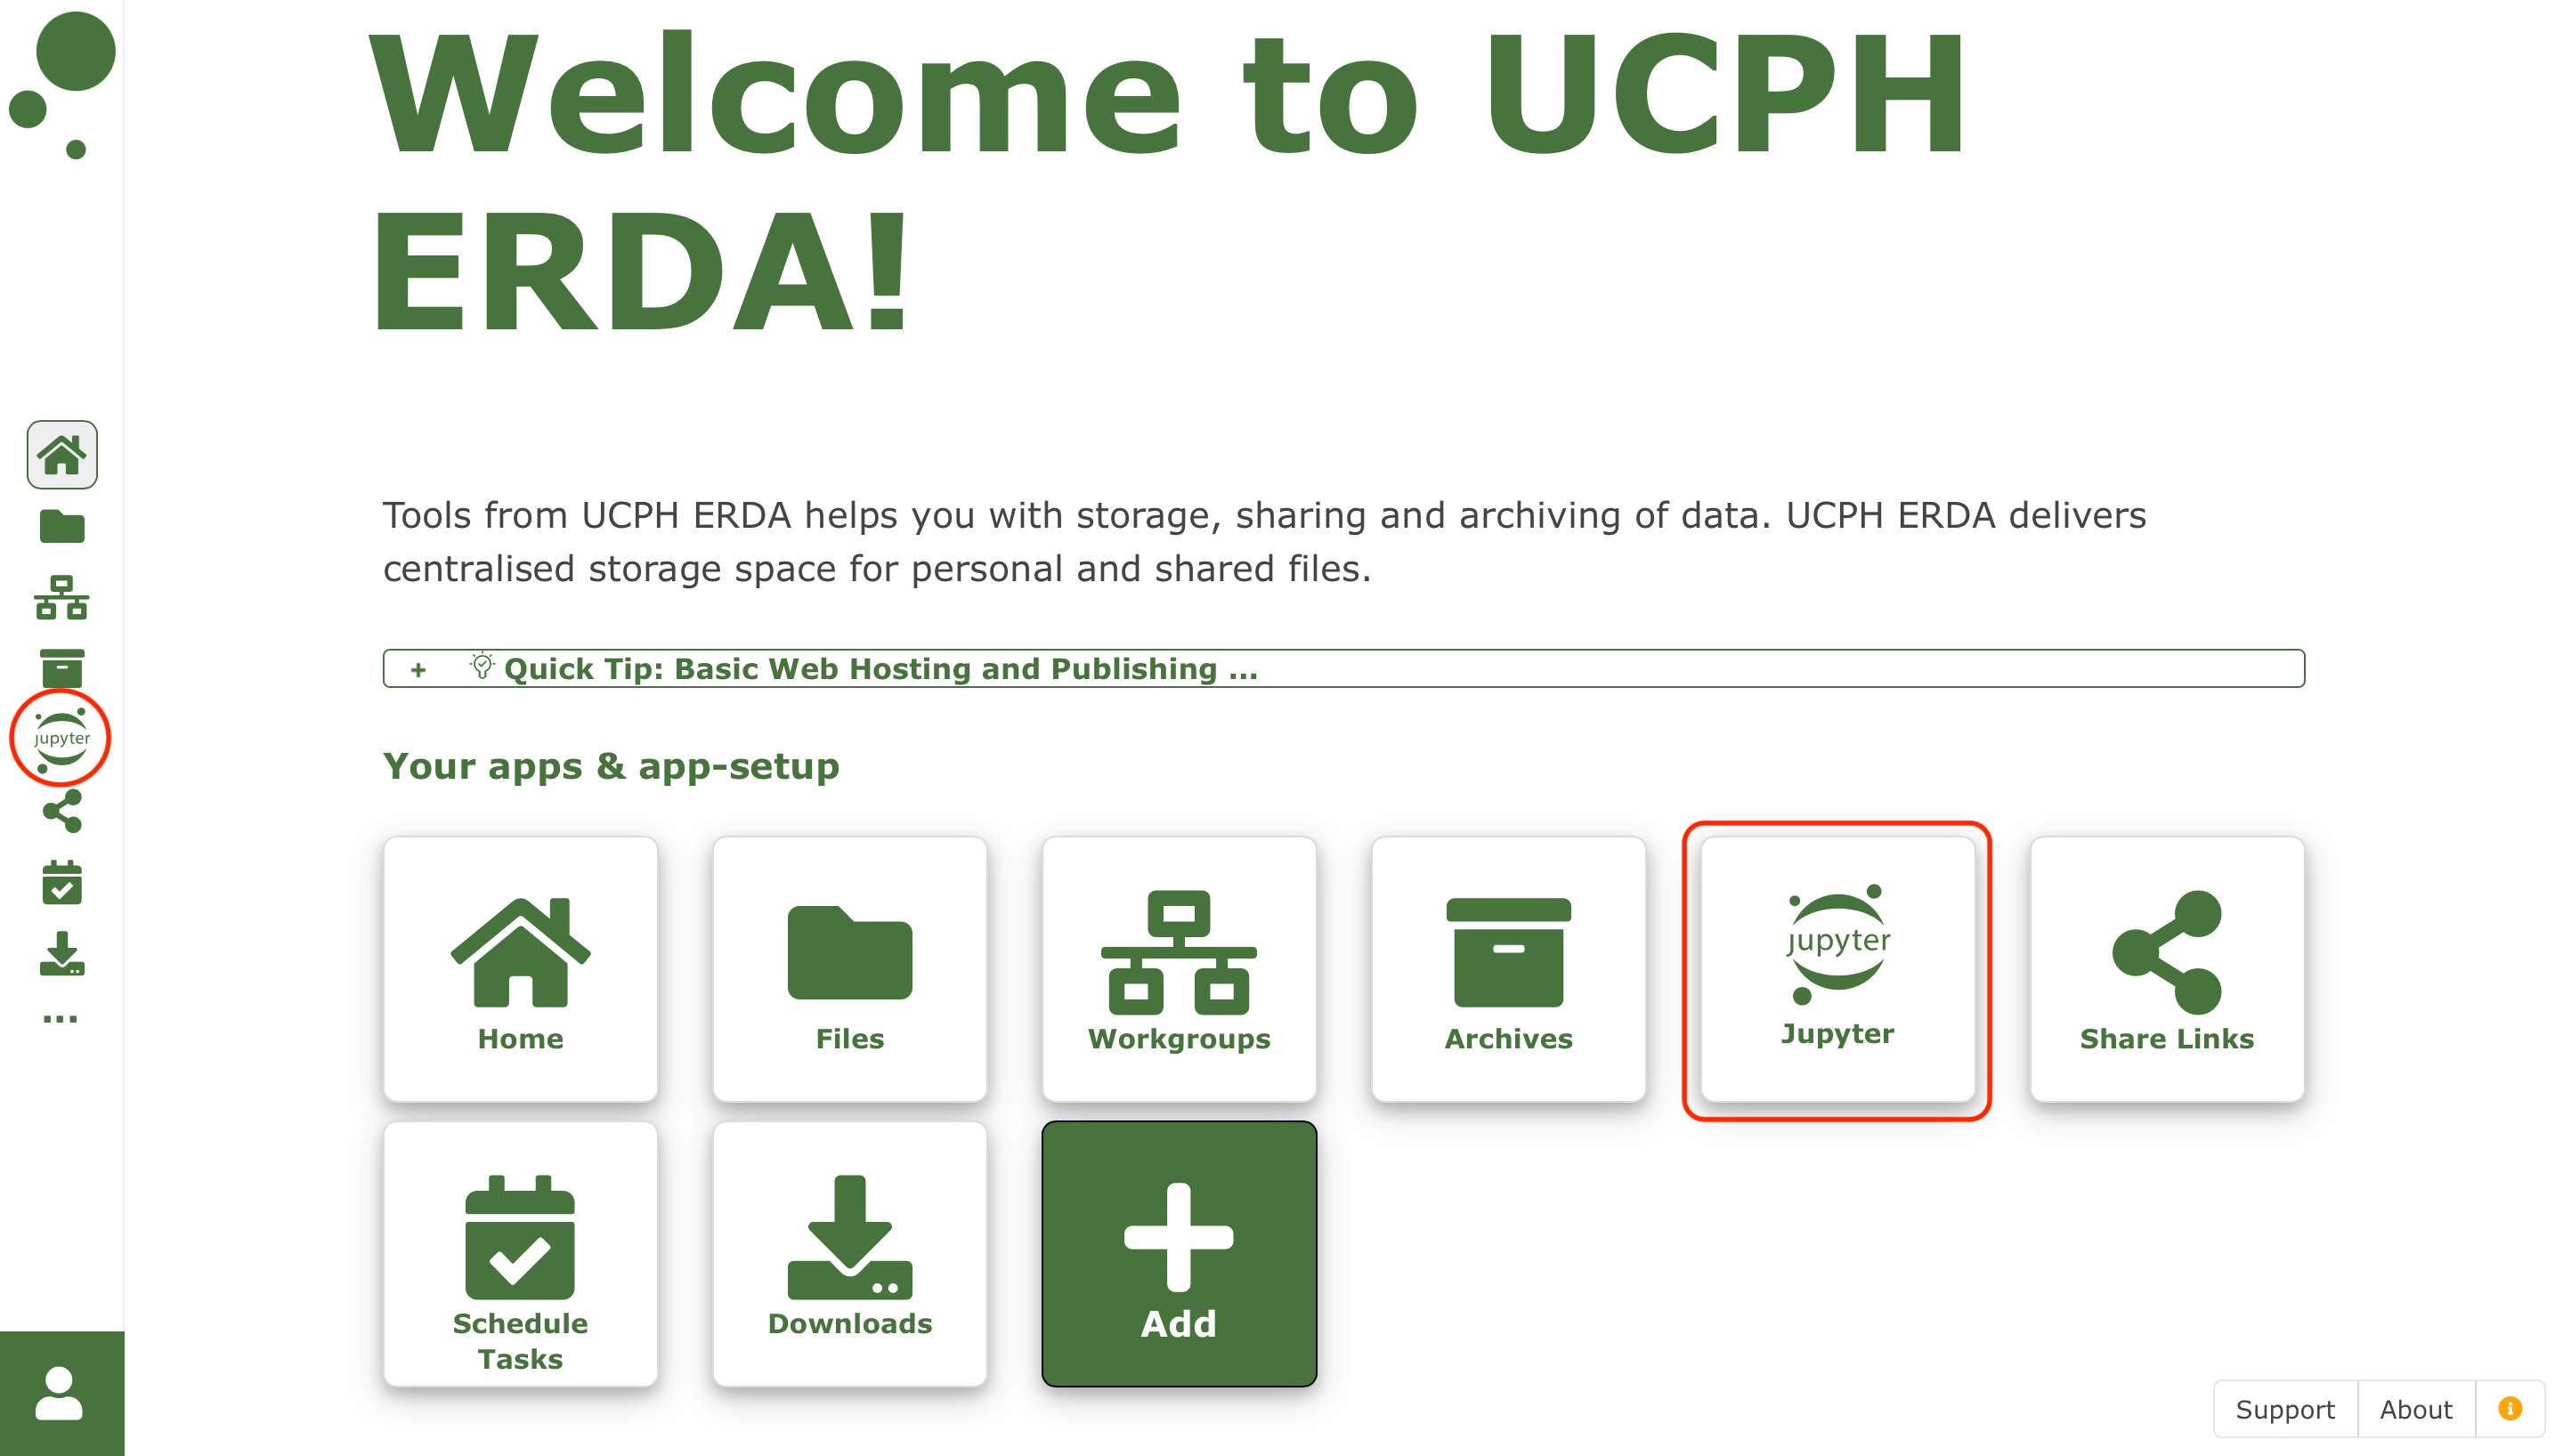 Welcome to UCPH
ERDA!
Tools from UCPH ERDA helps you with storage, sharing and archiving of data. UCPH ERDA delivers
centralised storage space for personal and shared files.
+ Quick Tip: Basic Web Hosting and Publishing ...
jupyter
Your apps & app-setup
jupyter
Home
Files
Workgroups
Archives
Jupyter
Share Links
...
Schedule
Tasks
Downloads
Add
Support
About